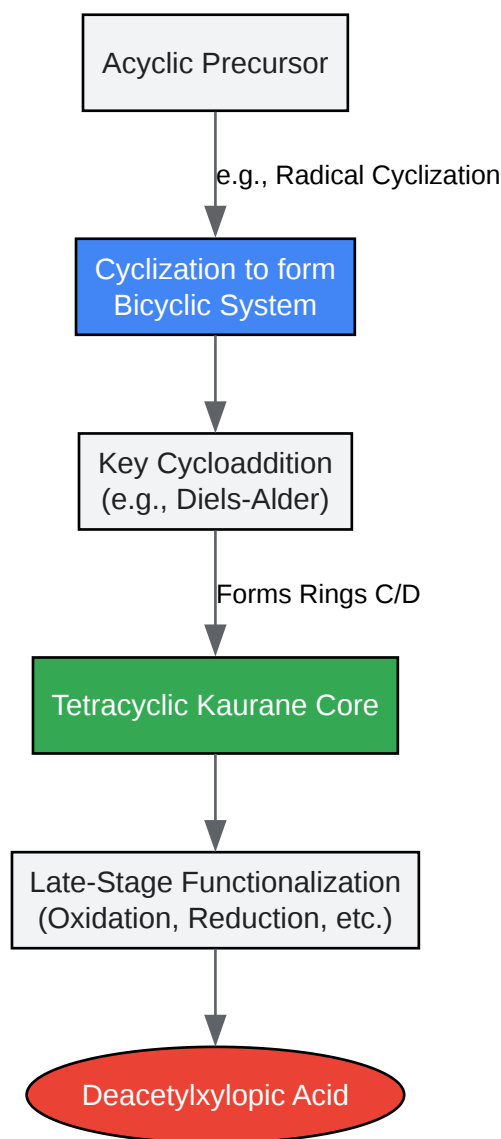 Acyclic Precursor
e.g., Radical Cyclization
Cyclization to form
Bicyclic System
Key Cycloaddition
(e.g., Diels-Alder)
Forms Rings C/D
Tetracyclic Kaurane Core
Late-Stage Functionalization
(Oxidation, Reduction, etc.)
Deacetylxylopic Acid